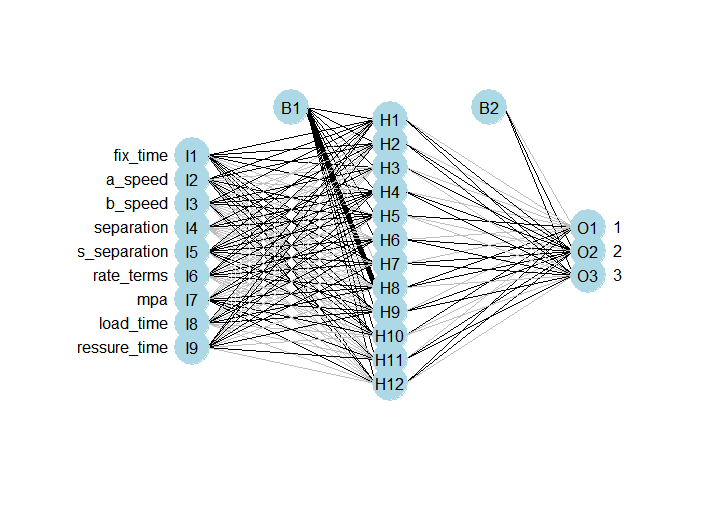 B1
B2
H1
H2
H3
H4
H5
H6
H7
H8
H9
H10
H11
H12
fix_time I1
a_speed I2
b_speed I3
separation I4
s_separation I5
rate_terms I6
mpa I7
load_time I8
ressure_time I9
O1 1
O2 2
O3 3